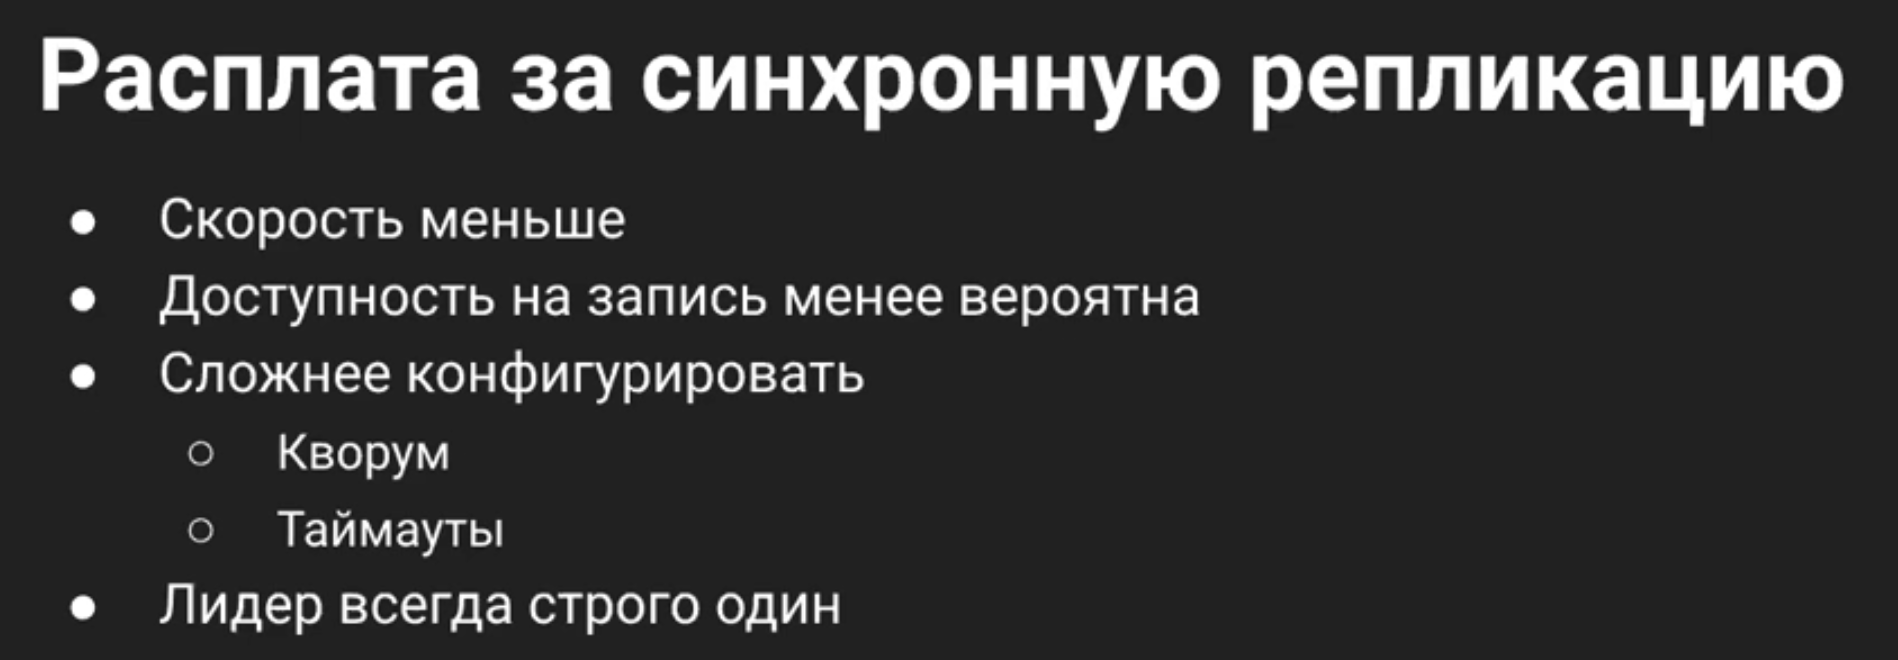 Расплата за синхронную репликацию
● Скорость меньше
● Доступность на запись менее вероятна
● Сложнее конфигурировать
○ Кворум
○ Таймауты
● Лидер всегда строго один